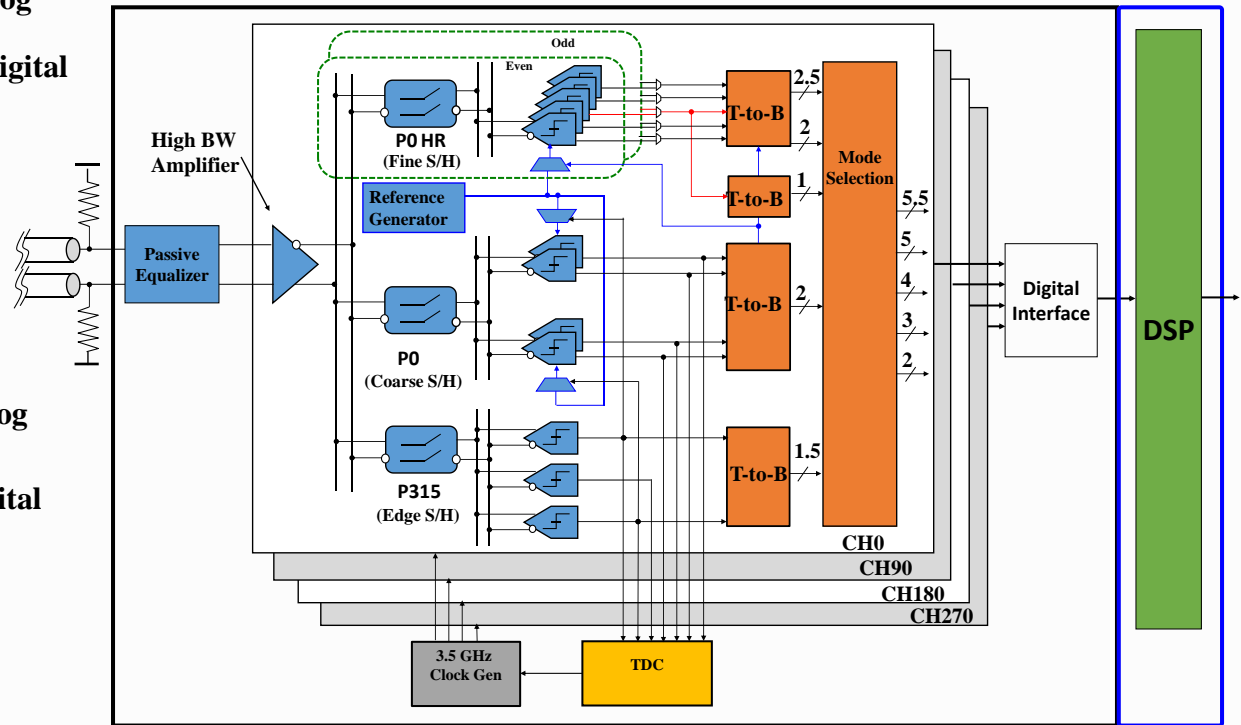 og
igital
og
ital
Odd
Even
High BW
Amplifier
P0 HR
(Fine S/H)
Reference
Generator
Passive
Equalizer
P0
(Coarse S/H)
P315
(Edge S/H)
T-to-B
2.5
2
T-to-B
1
T-to-B
2
T-to-B
1.5
Mode
Selection
5.5
5
4
3
2
Digital
Interface
DSP
CH0
CH90
CH180
CH270
3.5 GHz
Clock Gen
TDC